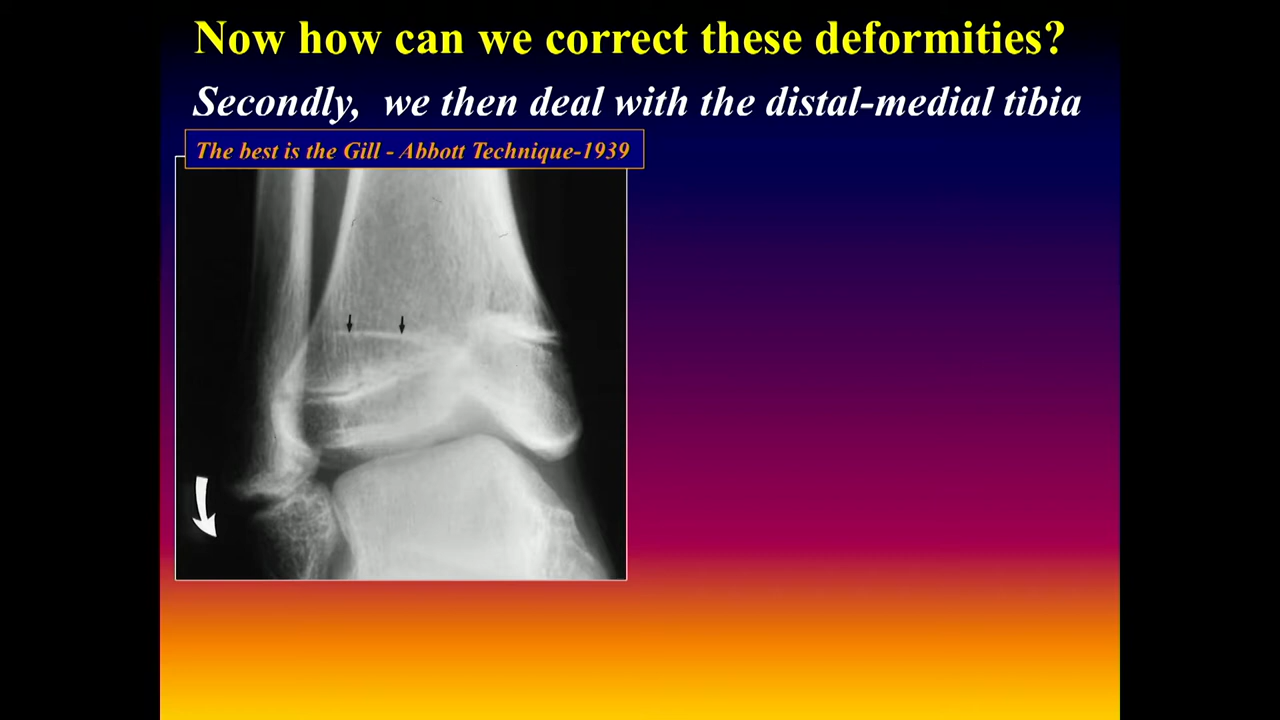 Now how can we correct these deformities?
Secondly, we then deal with the distal-medial tibia
The best is the Gill - Abbott Technique-1939